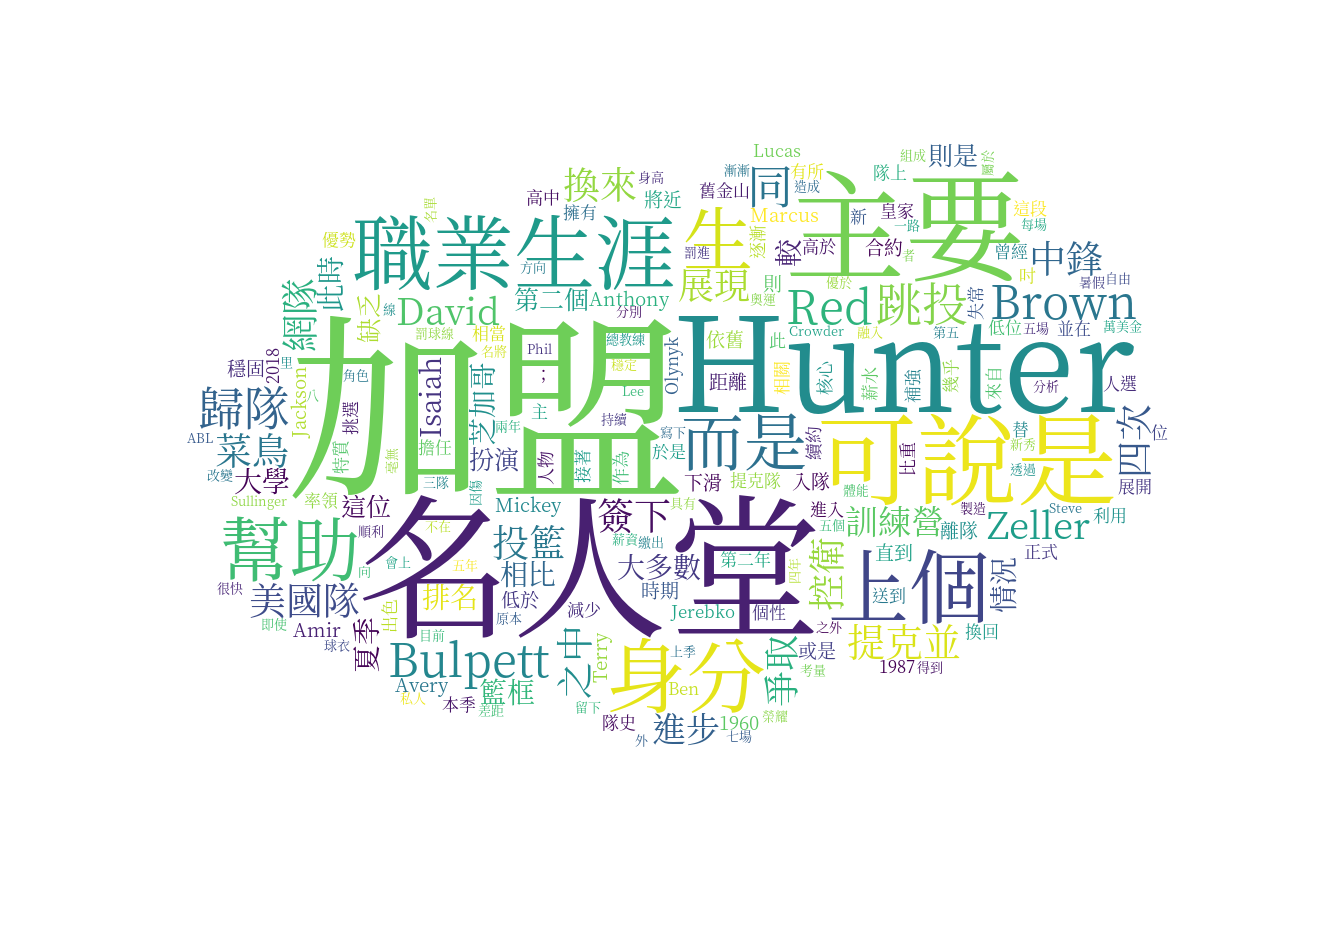 Lucas
組成
則是
屬於
漸漸
有所
換來
身高
同
舊金山
造成
隊上
主要
高中
擁有
將近
Marcus
新
皇家
一路
這段
每場
名單
職業生涯
生
逐漸
較
高於
合約
者
曾經
中鋒
優勢
罰進
此時
方向
展現
則
優於
吋
暑假
自由
網隊
David
第二個
Anthony
奧運
Red
跳投
失常
Brown
萬美金
缺乏
線
分別
加盟
Hunter
罰球線
相當
名將
Phil
總教練
依舊
此
Crowder
融入
第五
低位
五場
並在
2018
里
穩固
角色
Isaiah
芝加哥
;
穩定
Olynyk
距離
相關
核心
薪水
補強
幾乎
來自
分析
人選
Jackson
八
Lee
主
歸隊
挑選
兩年
持續
而是
可說是
四次
位
ABL
菜鳥
特質
毫無
擔任
扮演
人物
接著
作為
寫下
於是
續約
比重
替
新秀
改變
大學
三隊
因傷
下滑
提克隊
入隊
體能
透過
展開
Sullinger
率領
這位
名人堂
Mickey
簽下
具有
進入
製造
Steve
利用
幫助
順利
不在
投籃
薪資
繳出
五個
訓練營
離隊
Zeller
會上
大多數
第二年
控衛
直到
正式
很快
向
五年
相比
時期
四年
上個
情況
美國隊
排名
低於
減少
Jerebko
個性
送到
即使
出色
原本
之外
換回
Amir
目前
夏季
球衣
之中
Terry
上季
身分
爭取
或是
提克並
Bulpett
考量
1987
得到
Avery
籃框
Ben
私人
本季
差距
留下
隊史
進步
1960
榮耀
外
七場